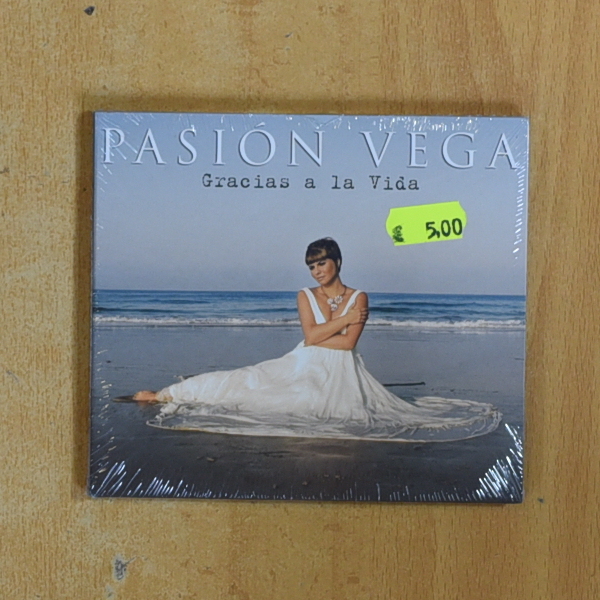 PASIÓN VEGA
Gracias a la Vida
€ 5,00